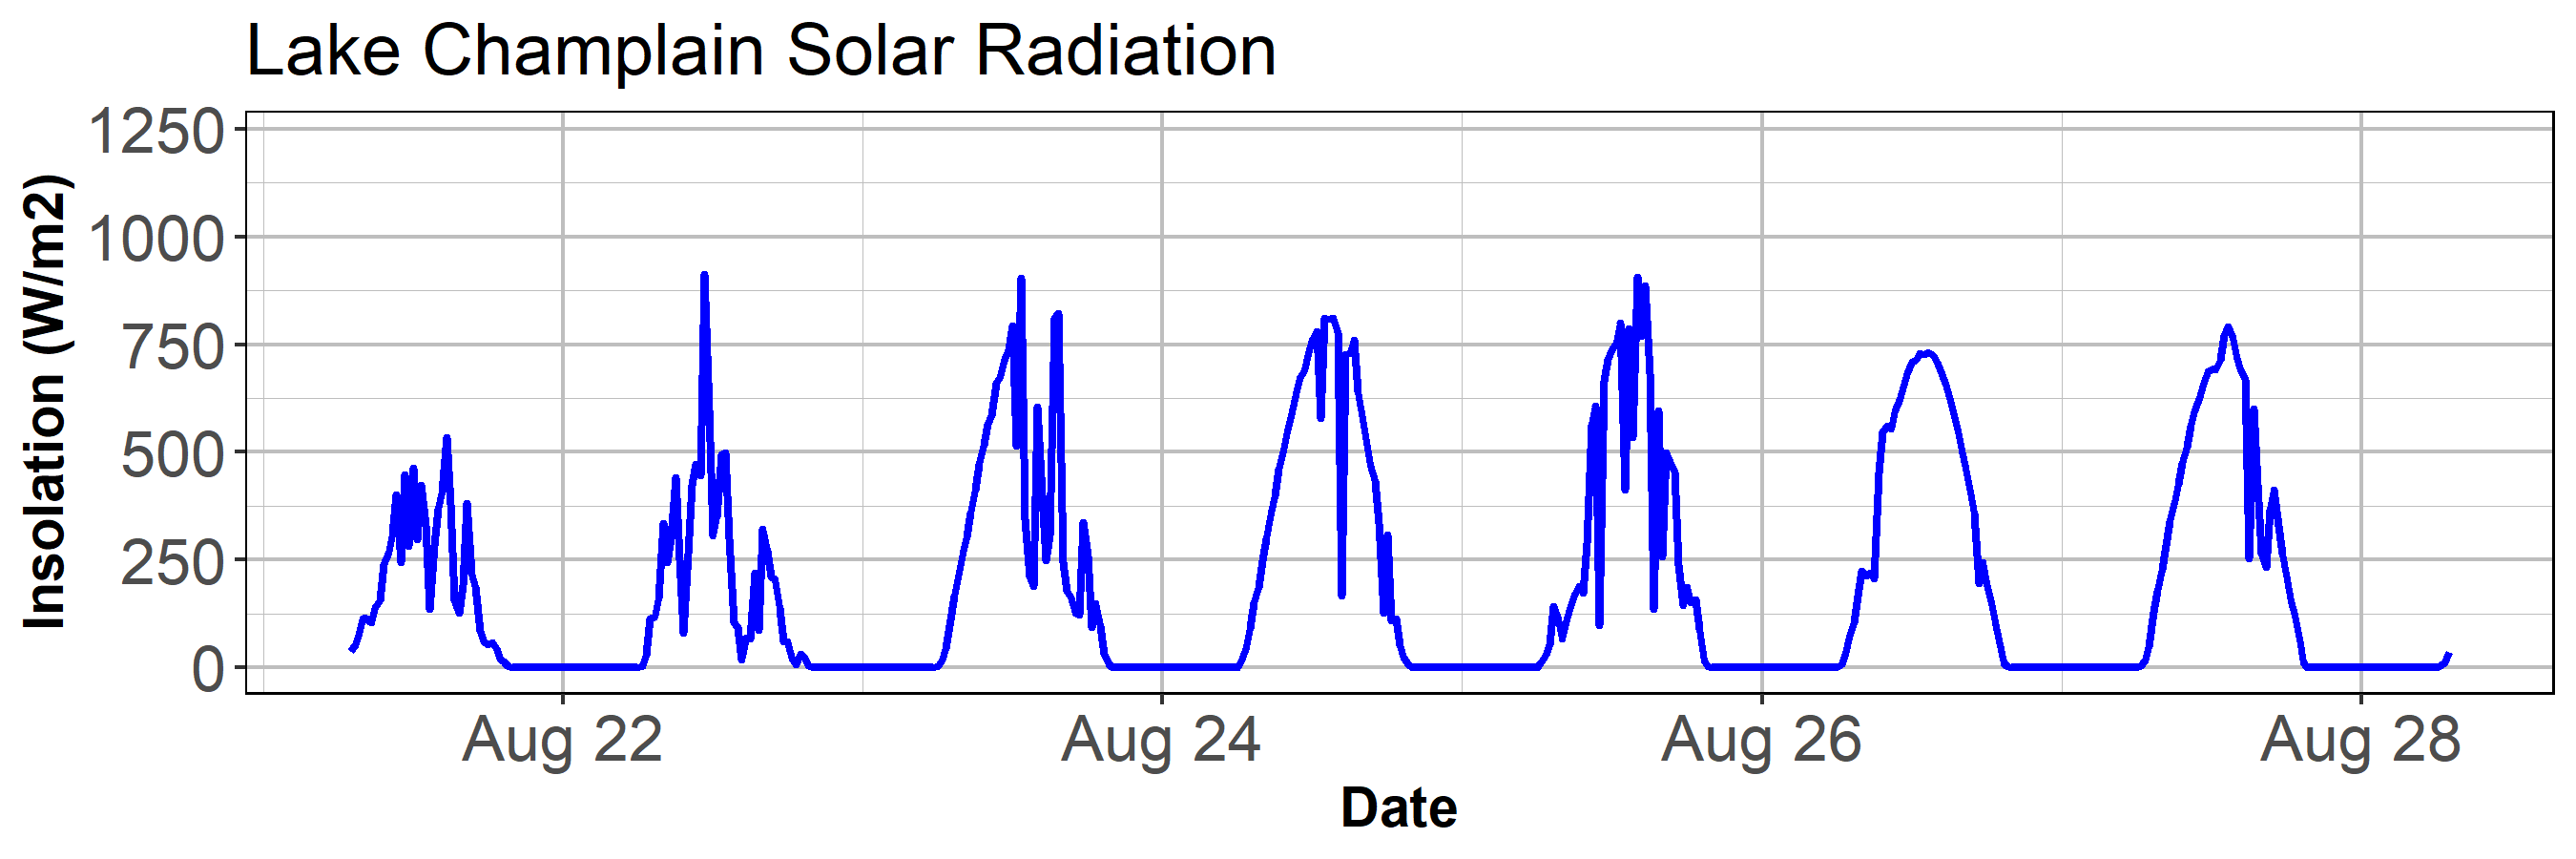 Lake Champlain Solar Radiation
Insolation (W/m2)
1250
1000
750
500
250
0
Aug 22
Aug 24
Aug 26
Aug 28
Date